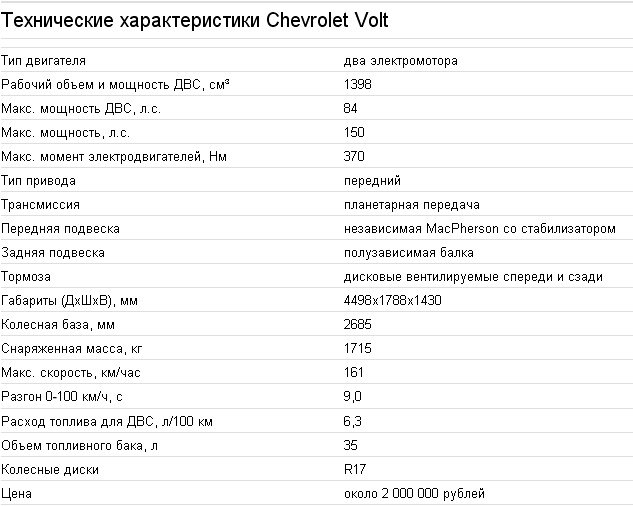 Технические характеристики Chevrolet Volt
Тип двигателя два электромотора
Рабочий объем и мощность ДВС, см³ 1398
Макс. мощность ДВС, л.с. 84
Макс. мощность, л.с. 150
Макс. момент электродвигателей, Нм 370
Тип привода передний
Трансмиссия планетарная передача
Передняя подвеска независимая MacPherson со стабилизатором
Задняя подвеска полузависимая балка
Тормоза дисковые вентилируемые спереди и сзади
Габариты (ДхШхВ), мм 4498х1788х1430
Колесная база, мм 2685
Снаряженная масса, кг 1715
Макс. скорость, км/час 161
Разгон 0-100 км/ч, с 9,0
Расход топлива для ДВС, л/100 км 6,3
Объем топливного бака, л 35
Колесные диски R17
Цена около 2 000 000 рублей